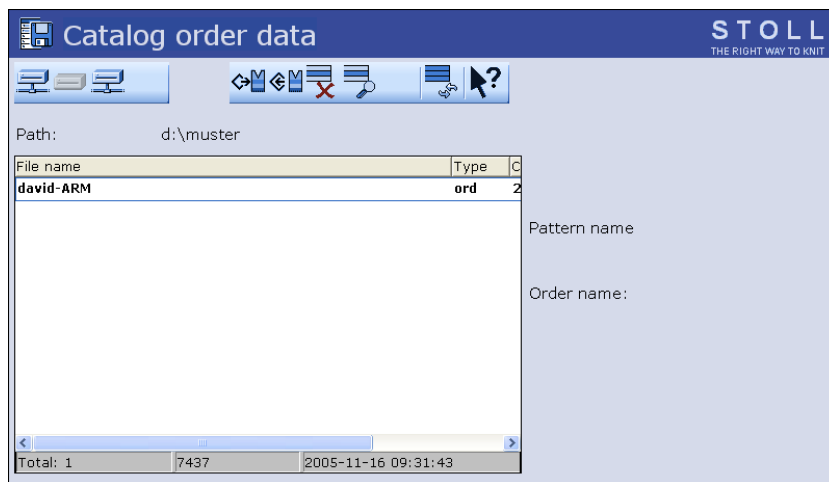 Catalog order data
STOLL
THE RIGHT WAY TO KNIT
?
Path: d:\muster
File name Type C
david-ARM ord 2
Pattern name
Order name:
Total: 1 7437 2005-11-16 09:31:43